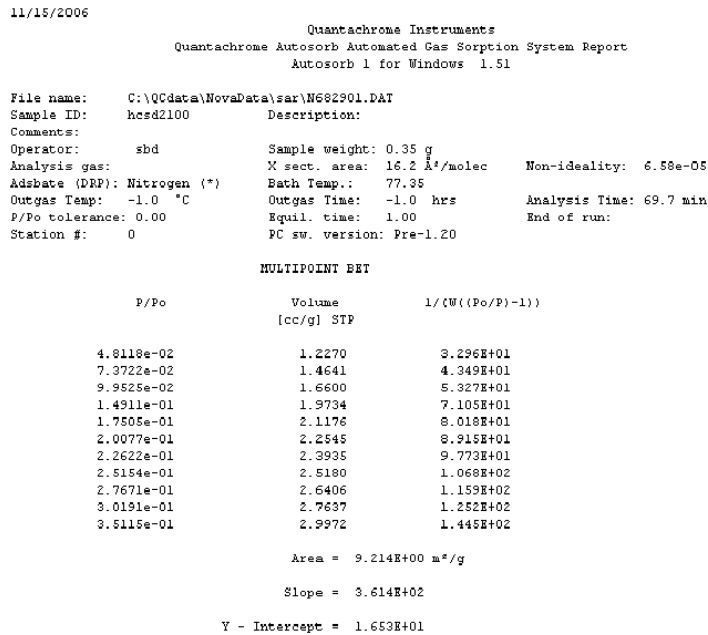 11/15/2006
Quantachrome Instruments
Quantachrome Autosorb Automated Gas Sorption System Report
Autosorb 1 for Windows 1.51
File name: C:\QCdata\NovaData\sar\N682901.DAT
Sample ID: hcsd2100 Description:
Comments:
Operator: sbd Sample weight: 0.35 g
Analysis gas: X sect. area: 16.2 Å²/molec Non-ideality: 6.58e-05
Adsbate (DRP): Nitrogen (*) Bath Temp.: 77.35
Outgas Temp: -1.0 °C Outgas Time: -1.0 hrs Analysis Time: 69.7 min
P/Po tolerance: 0.00 Equil. time: 1.00 End of run:
Station #: 0 PC sw. version: Pre-1.20
MULTIPOINT BET
P/Po Volume 1/(W((Po/P)-1))
[cc/g] STP
4.8118e-02 1.2270 3.296E+01
7.3722e-02 1.4641 4.349E+01
9.9525e-02 1.6600 5.327E+01
1.4911e-01 1.9734 7.105E+01
1.7505e-01 2.1176 8.018E+01
2.0077e-01 2.2545 8.915E+01
2.2622e-01 2.3935 9.773E+01
2.5154e-01 2.5180 1.068E+02
2.7671e-01 2.6406 1.159E+02
3.0191e-01 2.7637 1.252E+02
3.5115e-01 2.9972 1.445E+02
Area = 9.214E+00 m²/g
Slope = 3.614E+02
Y - Intercept = 1.653E+01